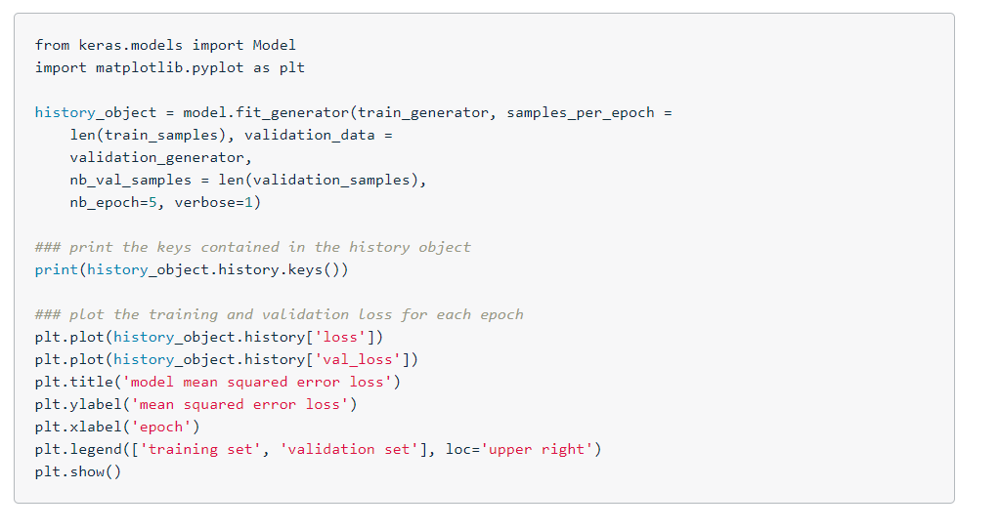 from keras.models import Model
import matplotlib.pyplot as plt
history_object = model.fit_generator(train_generator, samples_per_epoch =
len(train_samples), validation_data =
validation_generator,
nb_val_samples = len(validation_samples),
nb_epoch=5, verbose=1)
### print the keys contained in the history object
print(history_object.history.keys())
### plot the training and validation loss for each epoch
plt.plot(history_object.history['loss'])
plt.plot(history_object.history['val_loss'])
plt.title('model mean squared error loss')
plt.ylabel('mean squared error loss')
plt.xlabel('epoch')
plt.legend(['training set', 'validation set'], loc='upper right')
plt.show()